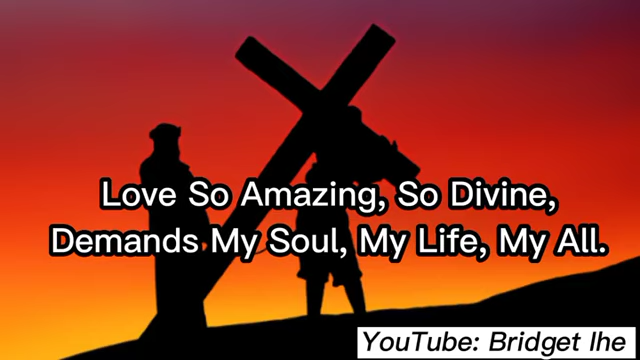 Love So Amazing, So Divine,
Demands My Soul, My Life, My All.
YouTube: Bridget Ihe